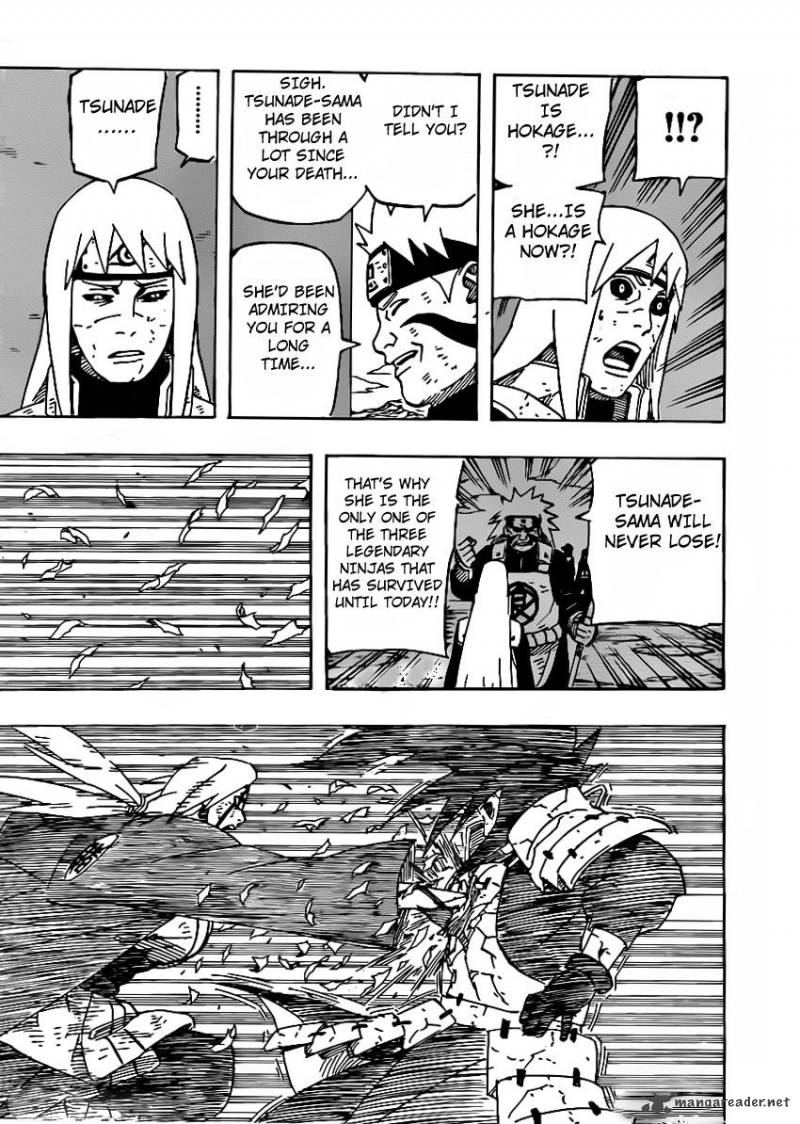 !!?
TSUNADE
IS
HOKAGE...
?!
SHE...IS
A HOKAGE
NOW?!
DIDN'T I
TELL YOU?
SIGH.
TSUNADE-SAMA
HAS BEEN
THROUGH A
LOT SINCE
YOUR DEATH...
SHE'D BEEN
ADMIRING
YOU FOR A
LONG
TIME...
.........
TSUNADE
......
TSUNADE-
SAMA WILL
NEVER LOSE!
THAT'S WHY
SHE IS THE
ONLY ONE OF
THE THREE
LEGENDARY
NINJAS THAT
HAS SURVIVED
UNTIL TODAY!!
mangareader.net